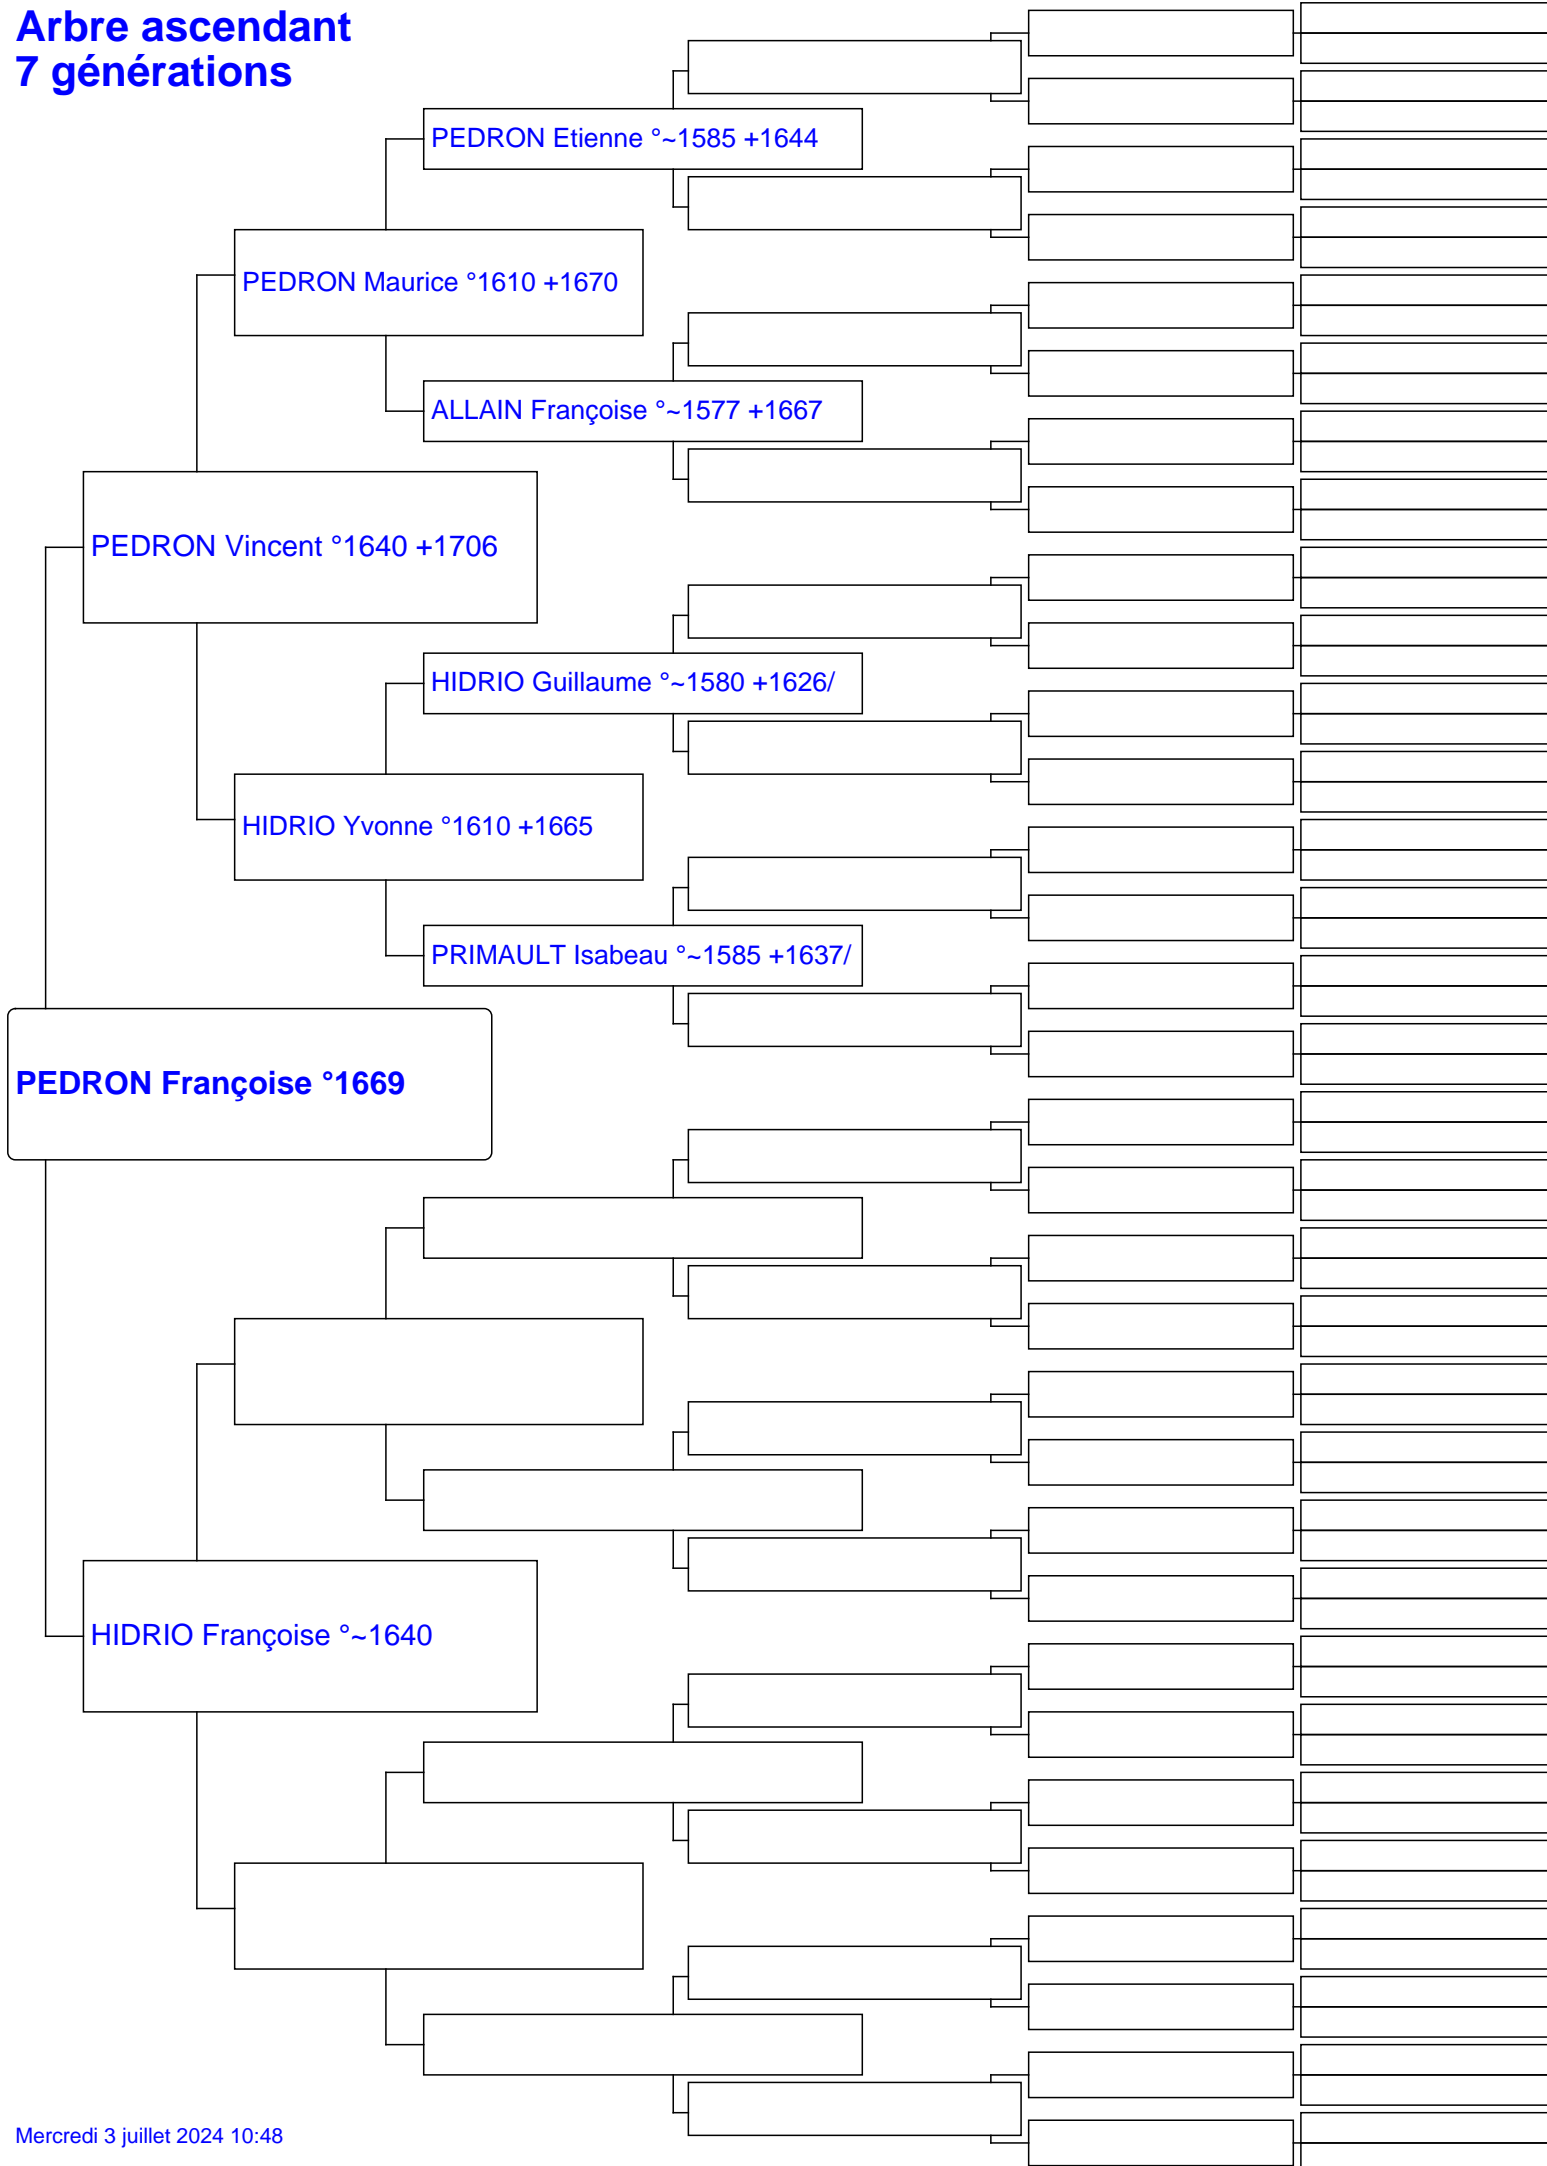 Arbre ascendant
7 générations
PEDRON Etienne °~1585 +1644
PEDRON Maurice °1610 +1670
ALLAIN Françoise °~1577 +1667
PEDRON Vincent °1640 +1706
HIDRIO Guillaume °~1580 +1626/
HIDRIO Yvonne °1610 +1665
PRIMAULT Isabeau °~1585 +1637/
PEDRON Françoise °1669
HIDRIO Françoise °~1640
Mercredi 3 juillet 2024 10:48